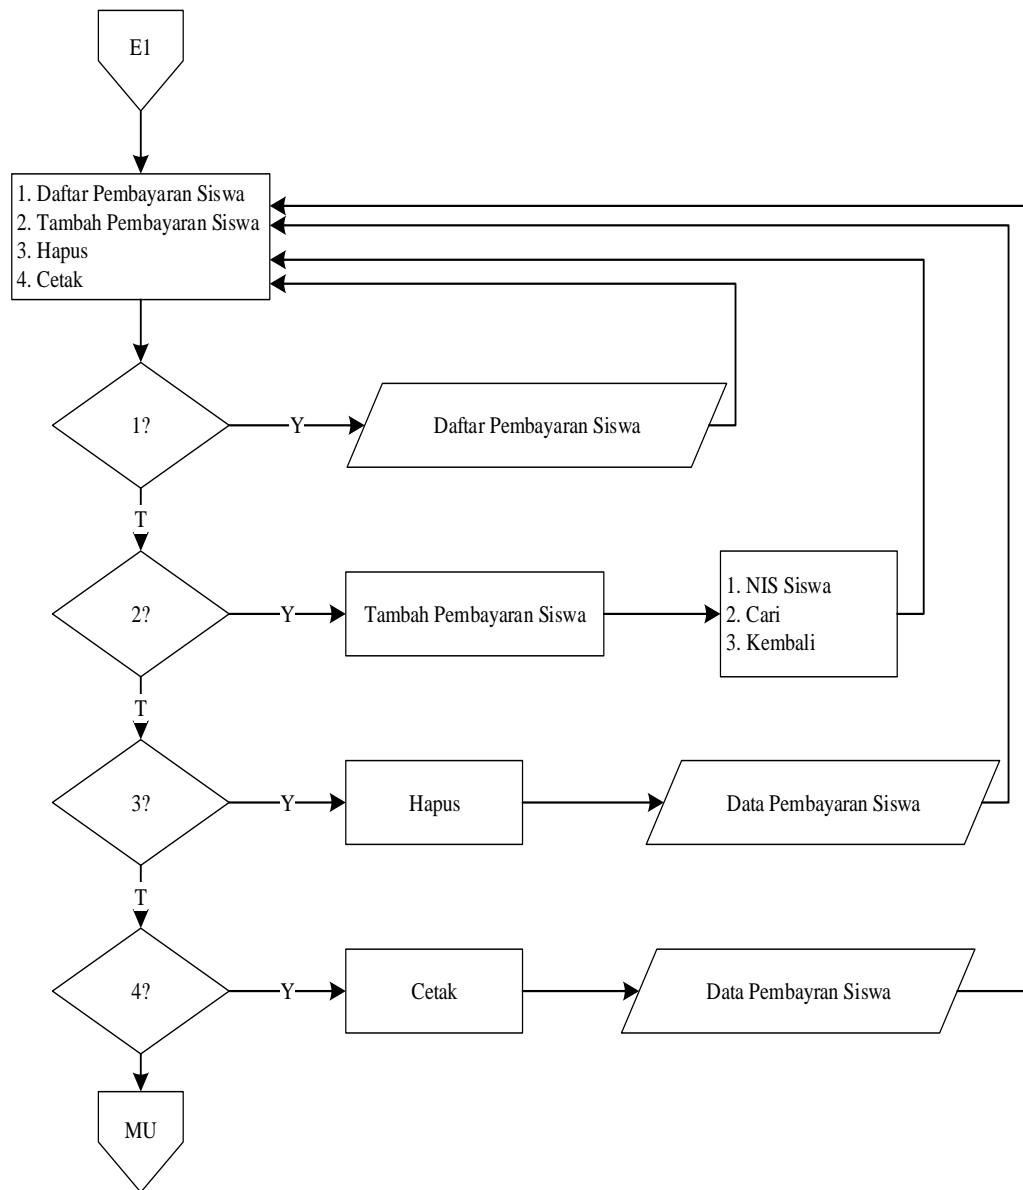 E1
1. Daftar Pembayaran Siswa
2. Tambah Pembayaran Siswa
3. Hapus
4. Cetak
1?
Y
Daftar Pembayaran Siswa
T
2?
Y
Tambah Pembayaran Siswa
1. NIS Siswa
2. Cari
3. Kembali
T
3?
Y
Hapus
Data Pembayaran Siswa
T
4?
Y
Cetak
Data Pembayran Siswa
MU